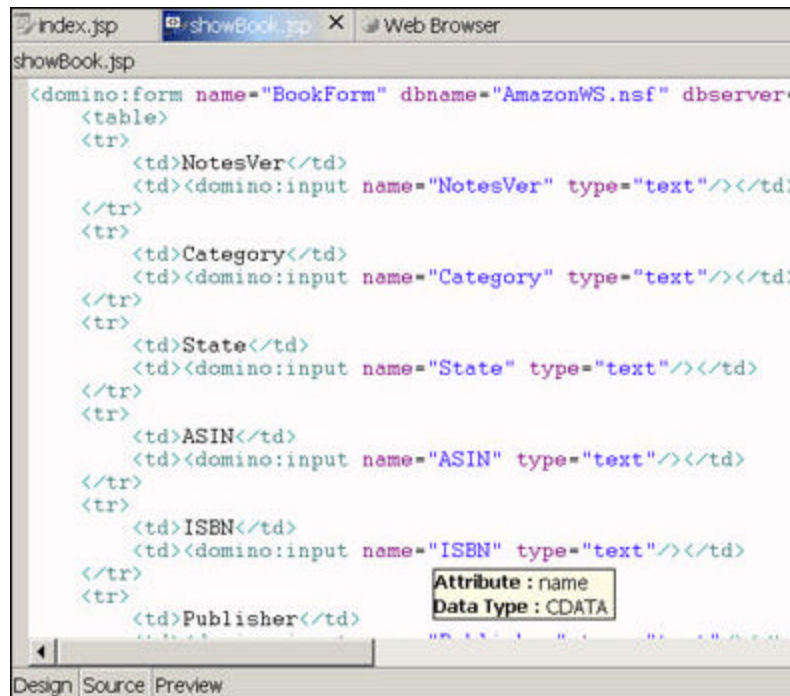 index.jsp showBook.jsp Web Browser
showBook.jsp
<domino:form name="BookForm" dbname="AmazonWS.nsf" dbserver
<table>
<tr>
<td>NotesVer</td>
<td><domino:input name="NotesVer" type="text"/></td>
</tr>
<tr>
<td>Category</td>
<td><domino:input name="Category" type="text"/></td>
</tr>
<tr>
<td>State</td>
<td><domino:input name="State" type="text"/></td>
</tr>
<tr>
<td>ASIN</td>
<td><domino:input name="ASIN" type="text"/></td>
</tr>
<tr>
<td>ISBN</td>
<td><domino:input name="ISBN" type="text"/></td>
</tr>
<tr>
<td>Publisher</td>
Attribute : name
Data Type : CDATA
Design Source Preview